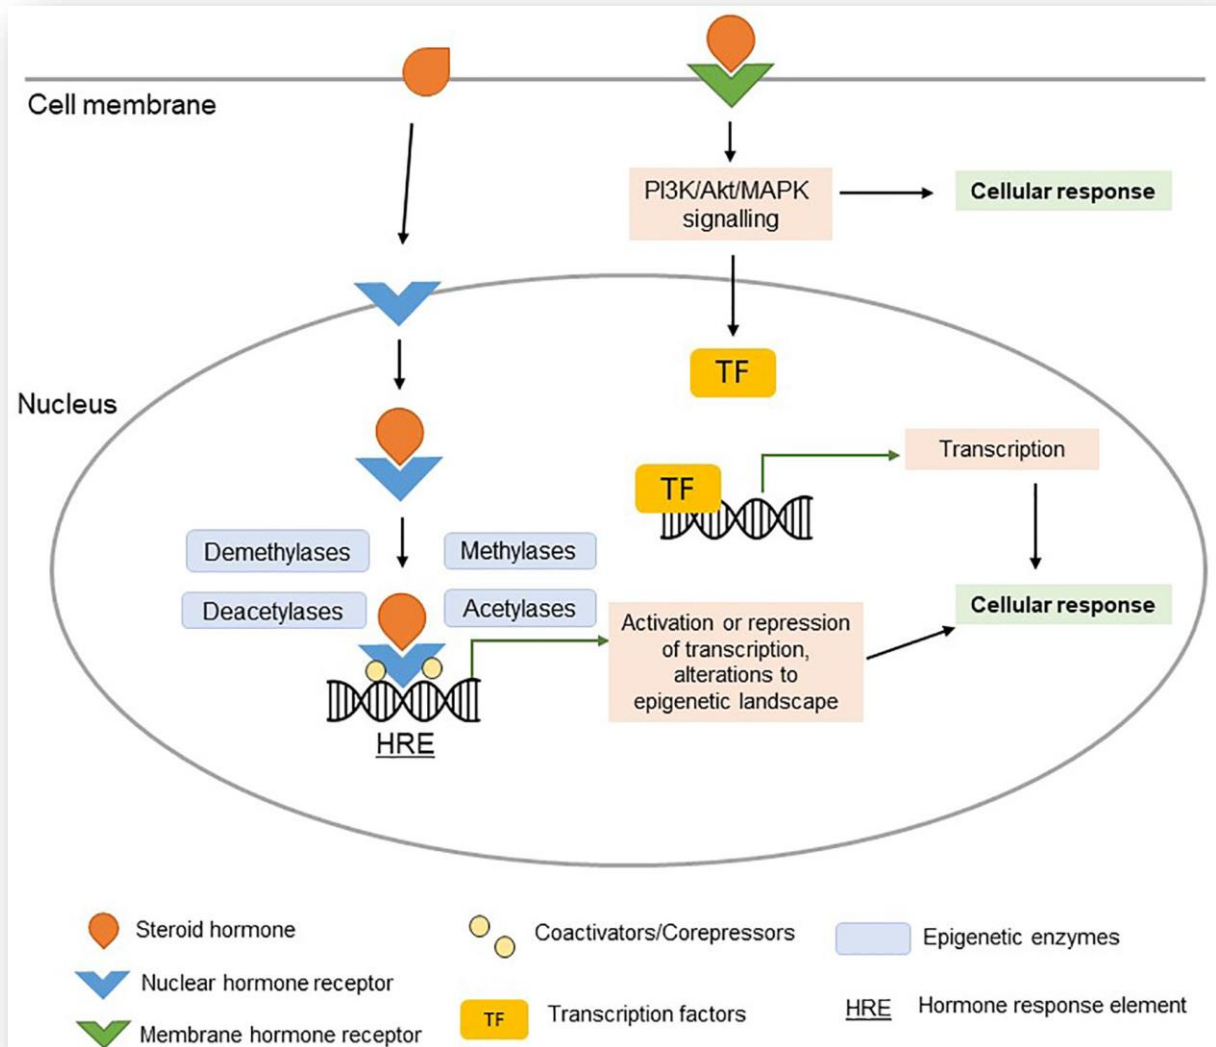 Cell membrane
PI3K/Akt/MAPK
signalling
Cellular response
TF
Nucleus
Transcription
TF
Demethylases
Methylases
Deacetylases
Acetylases
Cellular response
Activation or repression
of transcription,
alterations to
epigenetic landscape
HRE
Steroid hormone
Coactivators/Corepressors
Epigenetic enzymes
Nuclear hormone receptor
TF
Transcription factors
HRE
Hormone response element
Membrane hormone receptor